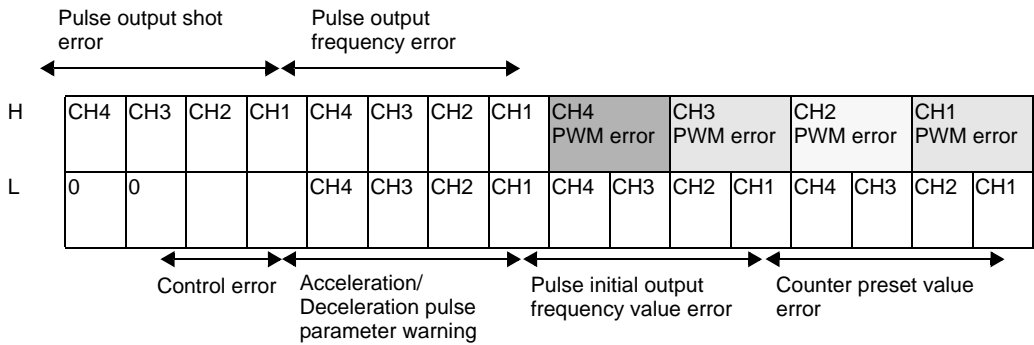 Pulse output shot
error
Pulse output
frequency error
H CH4 CH3 CH2 CH1 CH4 CH3 CH2 CH1 CH4 PWM error CH3 PWM error CH2 PWM error CH1 PWM error
L 0 0 CH4 CH3 CH2 CH1 CH4 CH3 CH2 CH1 CH4 CH3 CH2 CH1
Control error
Acceleration/
Deceleration pulse
parameter warning
Pulse initial output
frequency value error
Counter preset value
error